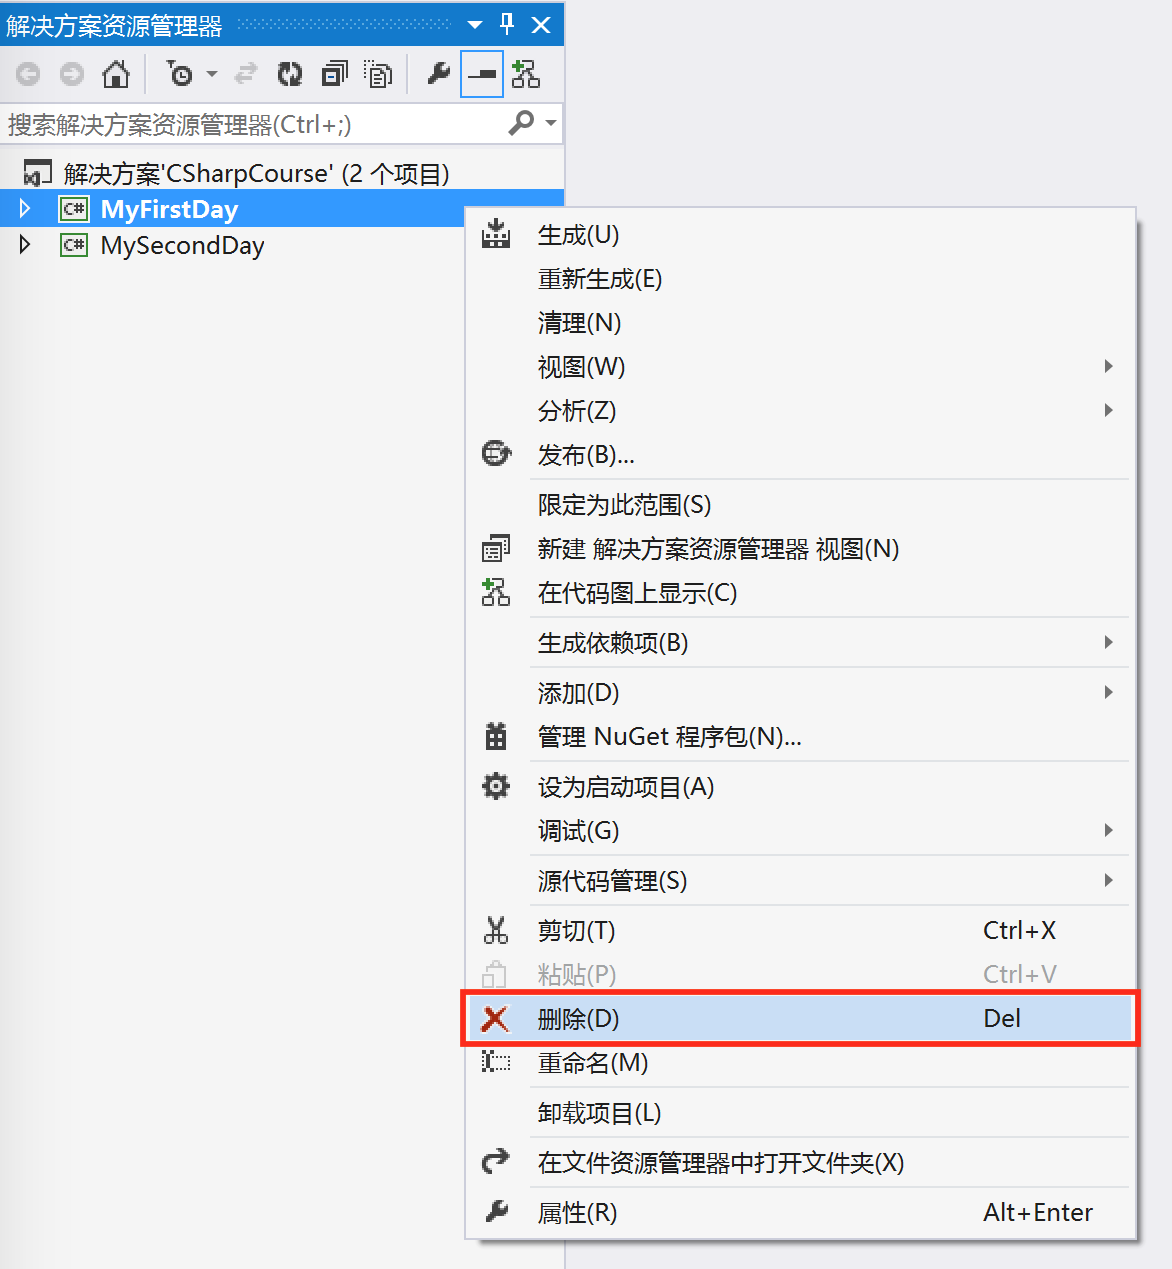 解决方案资源管理器
搜索解决方案资源管理器(Ctrl+;)
解决方案'CSharpCourse' (2 个项目)
C# MyFirstDay
C# MySecondDay
生成(U)
重新生成(E)
清理(N)
视图(W)
分析(Z)
发布(B)...
限定为此范围(S)
新建 解决方案资源管理器 视图(N)
在代码图上显示(C)
生成依赖项(B)
添加(D)
管理 NuGet 程序包(N)...
设为启动项目(A)
调试(G)
源代码管理(S)
剪切(T) Ctrl+X
粘贴(P) Ctrl+V
删除(D) Del
重命名(M)
卸载项目(L)
在文件资源管理器中打开文件夹(X)
属性(R) Alt+Enter